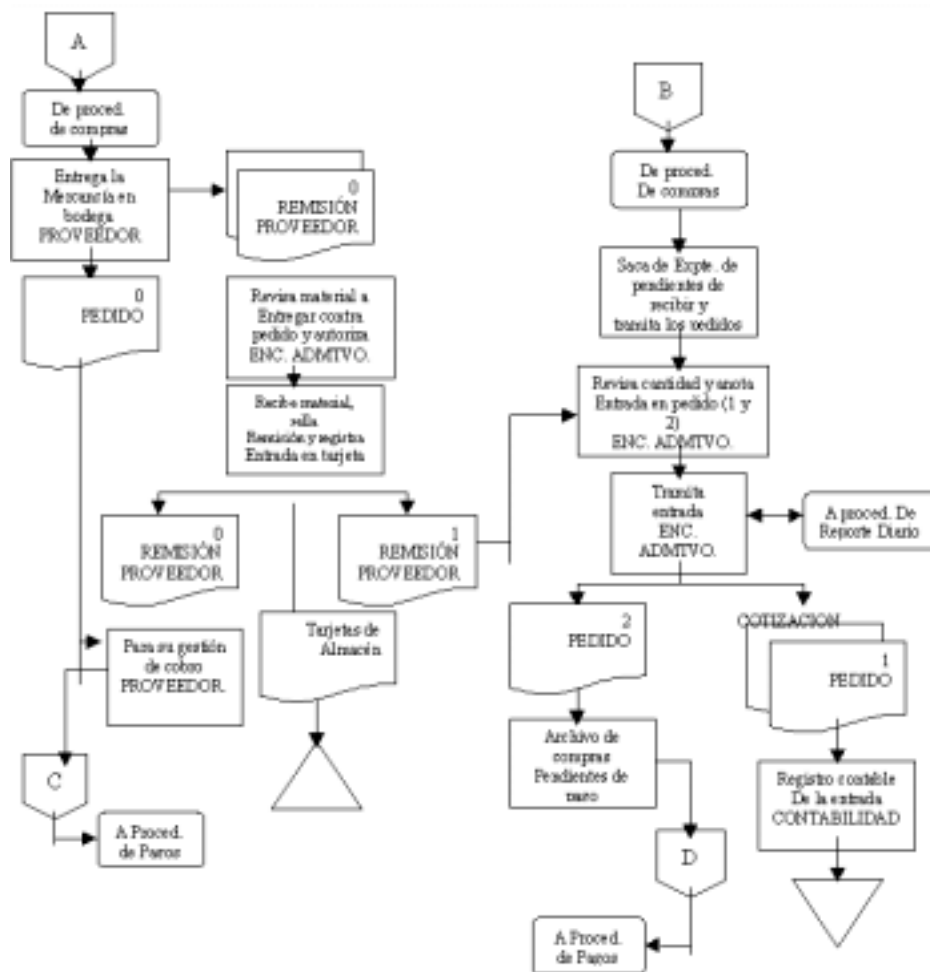 A
De proced.
de compras
Entrega la
Mercancía en
bodega
PROVEEDOR
0
REMISIÓN
PROVEEDOR
0
PEDIDO
Revisa material a
Entregar contra
pedido y autoriza
ENC. ADMTVO.
Recibe material,
sella
Remisión y registra
Entrada en tarjeta
0
REMISIÓN
PROVEEDOR
1
REMISIÓN
PROVEEDOR
Tarjetas de
Almacén
Para su gestión
de cobro
PROVEEDOR.
C
A Proced.
de Pagos
B
De proced.
De compras
Saca de Expte. de
pendientes de
recibir y
tramita los pedidos
Revisa cantidad y anota
Entrada en pedido (1 y
2)
ENC. ADMTVO.
Tramita
entrada
ENC.
ADMTVO.
A proced. De
Reporte Diario
2
PEDIDO
COTIZACION
1
PEDIDO
Archivo de
compras
Pendientes de
pago
Registro contable
De la entrada
CONTABILIDAD
D
A Proced.
de Pagos